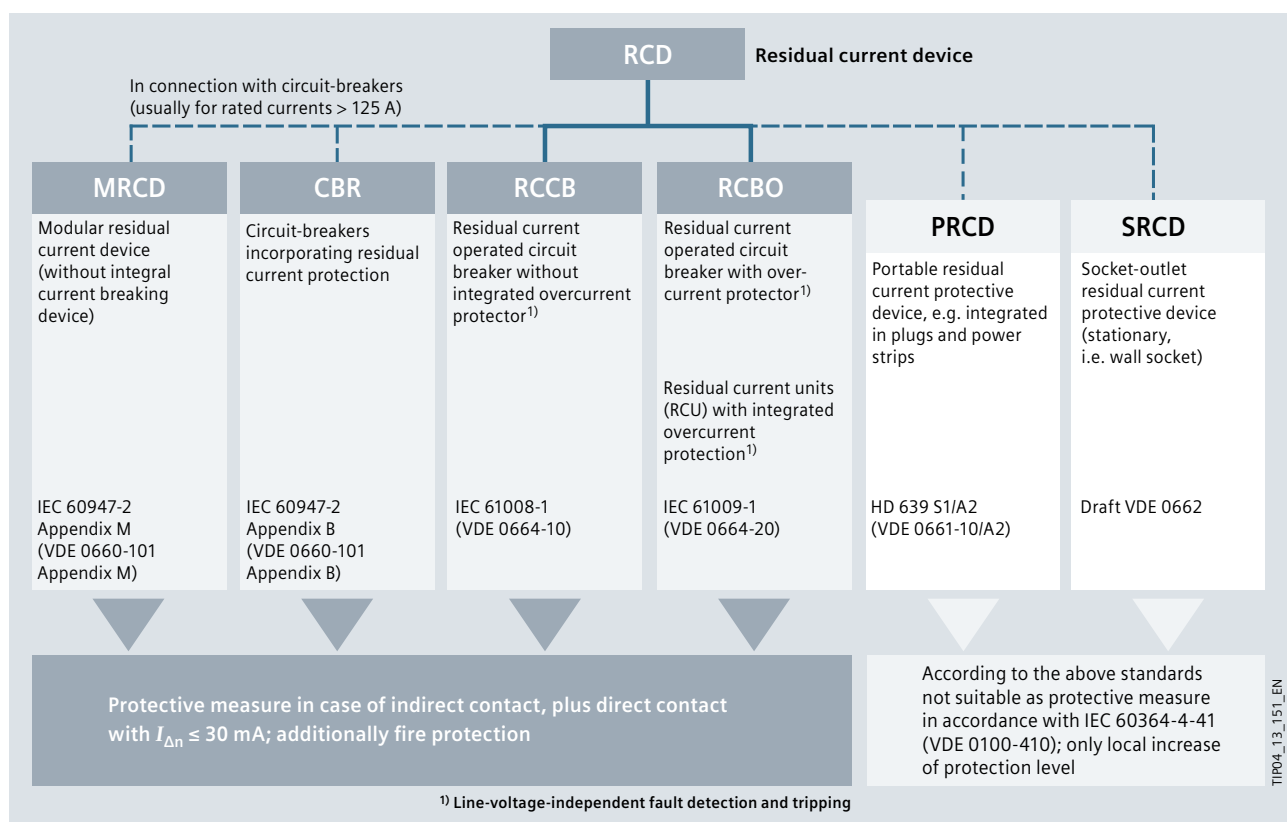 RCD
Residual current device
In connection with circuit-breakers
(usually for rated currents > 125 A)
MRCD
Modular residual
current device
(without integral
current breaking
device)
IEC 60947-2
Appendix M
(VDE 0660-101
Appendix M)
CBR
Circuit-breakers
incorporating residual
current protection
IEC 60947-2
Appendix B
(VDE 0660-101
Appendix B)
RCCB
Residual current
operated circuit
breaker without
integrated overcurrent
protector1)
IEC 61008-1
(VDE 0664-10)
RCBO
Residual current
operated circuit
breaker with over-
current protector1)
Residual current units
(RCU) with integrated
overcurrent
protection1)
IEC 61009-1
(VDE 0664-20)
PRCD
Portable residual
current protective
device, e.g. integrated
in plugs and power
strips
HD 639 S1/A2
(VDE 0661-10/A2)
SRCD
Socket-outlet
residual current
protective device
(stationary,
i.e. wall socket)
Draft VDE 0662
Protective measure in case of indirect contact, plus direct contact
with IΔn ≤ 30 mA; additionally fire protection
According to the above standards
not suitable as protective measure
in accordance with IEC 60364-4-41
(VDE 0100-410); only local increase
of protection level
1) Line-voltage-independent fault detection and tripping
TIP04_13_151_EN